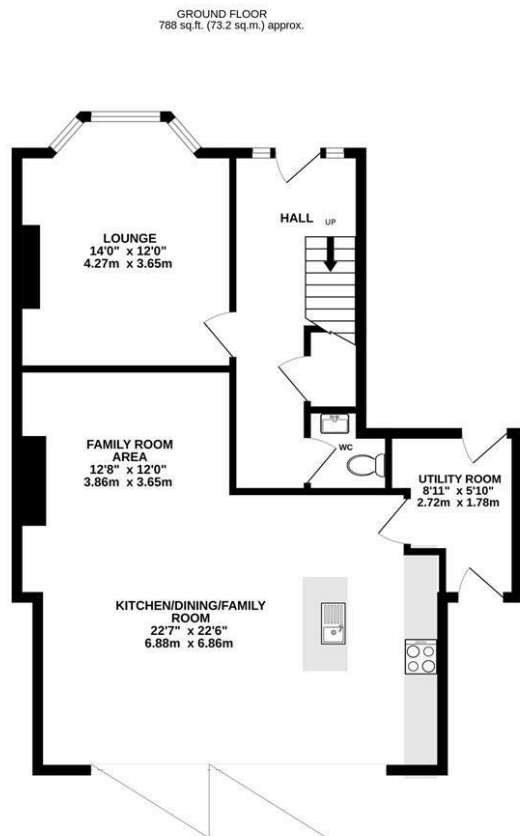 GROUND FLOOR
788 sq.ft. (73.2 sq.m.) approx.
LOUNGE
14'0" x 12'0"
4.27m x 3.65m
HALL
UP
FAMILY ROOM
AREA
12'8" x 12'0"
3.86m x 3.65m
WC
UTILITY ROOM
8'11" x 5'10"
2.72m x 1.78m
KITCHEN/DINING/FAMILY
ROOM
22'7" x 22'6"
6.88m x 6.86m